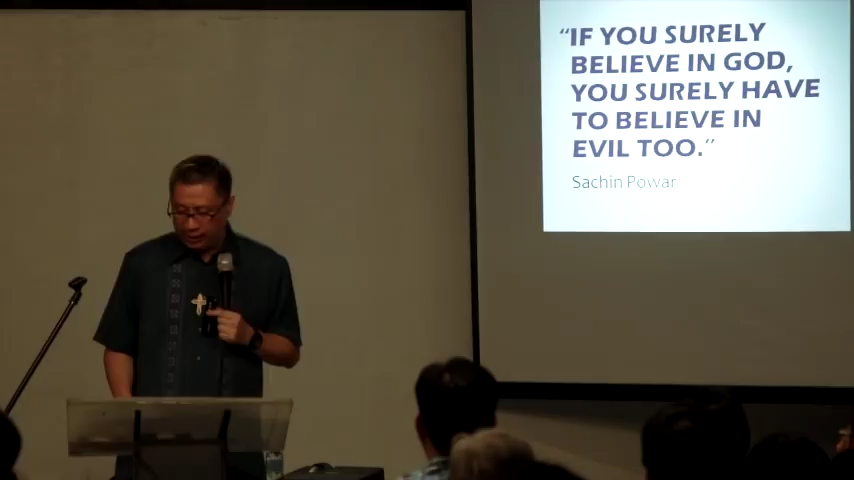 “IF YOU SURELY
BELIEVE IN GOD,
YOU SURELY HAVE
TO BELIEVE IN
EVIL TOO.”
Sachin Powar